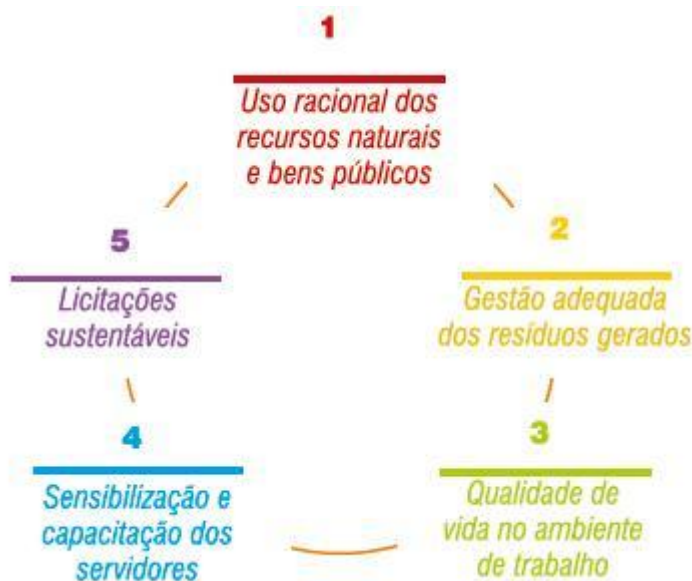 1
Uso racional dos
recursos naturais
e bens públicos
2
Gestão adequada
dos resíduos gerados
3
Qualidade de
vida no ambiente
de trabalho
4
Sensibilização e
capacitação dos
servidores
5
Licitações
sustentáveis